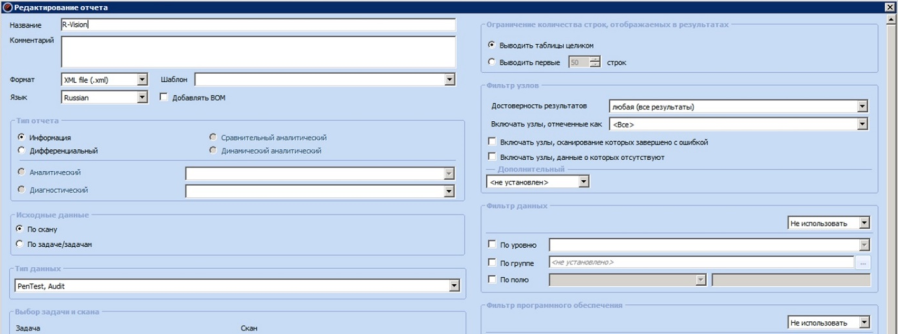 Редактирование отчета
Название R-Vision
Комментарий
Формат XML file (.xml) Шаблон
Язык Russian Добавлять BOM
Тип отчета
Информация Сравнительный аналитический
Дифференциальный Динамический аналитический
Аналитический
Диагностический
Исходные данные
По скану
По задаче/задачам
Тип данных
PenTest, Audit
Выбор задачи и скана
Задача Скан
Ограничение количества строк, отображаемых в результатах
Выводить таблицы целиком
Выводить первые 50 строк
Фильтр узлов
Достоверность результатов любая (все результаты)
Включать узлы, отмеченные как <Все>
Включать узлы, сканирование которых завершено с ошибкой
Включать узлы, данные о которых отсутствуют
Дополнительный
<не установлен>
Фильтр данных
Не использовать
По уровню
По группе <не установлено> ...
По полю
Фильтр программного обеспечения
Не использовать